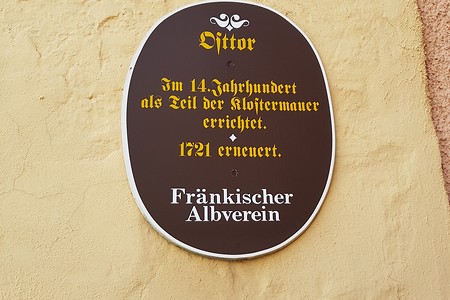 Osttor
Im 14. Jahrhundert
als Teil der Klostermauer
errichtet.
1721 erneuert.
Fränkischer
Albverein